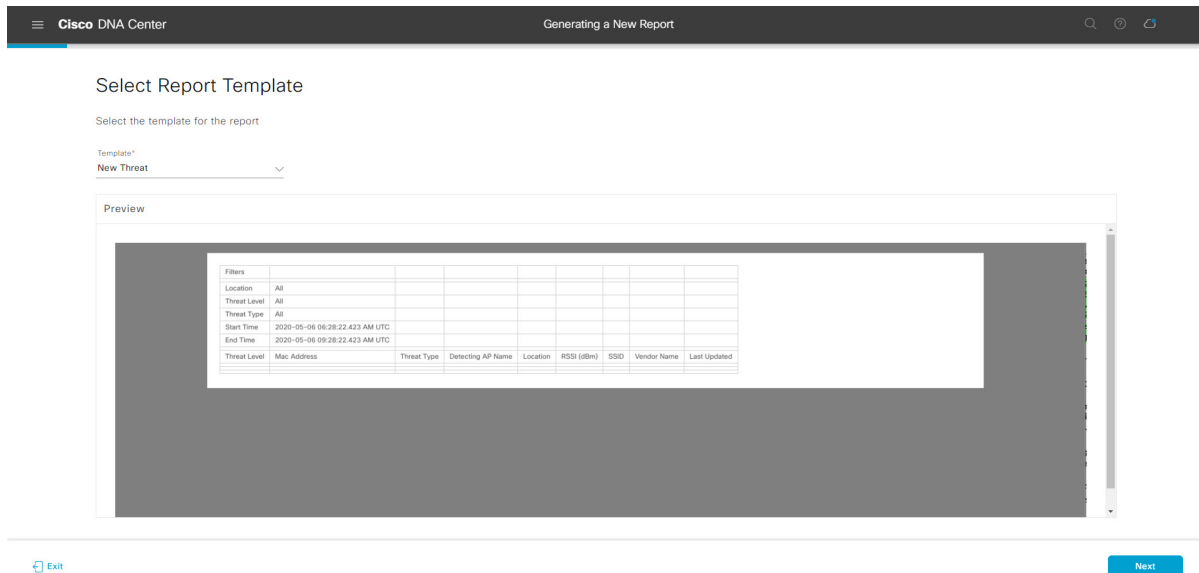 Cisco DNA Center
Generating a New Report
Select Report Template
Select the template for the report
Template*
New Threat
Preview
Filters
Location All
Threat Level All
Threat Type All
Start Time 2020-05-06 06:28:22.423 AM UTC
End Time 2020-05-06 09:28:22.423 AM UTC
Threat Level Mac Address Threat Type Detecting AP Name Location RSSI (dBm) SSID Vendor Name Last Updated
Exit
Next